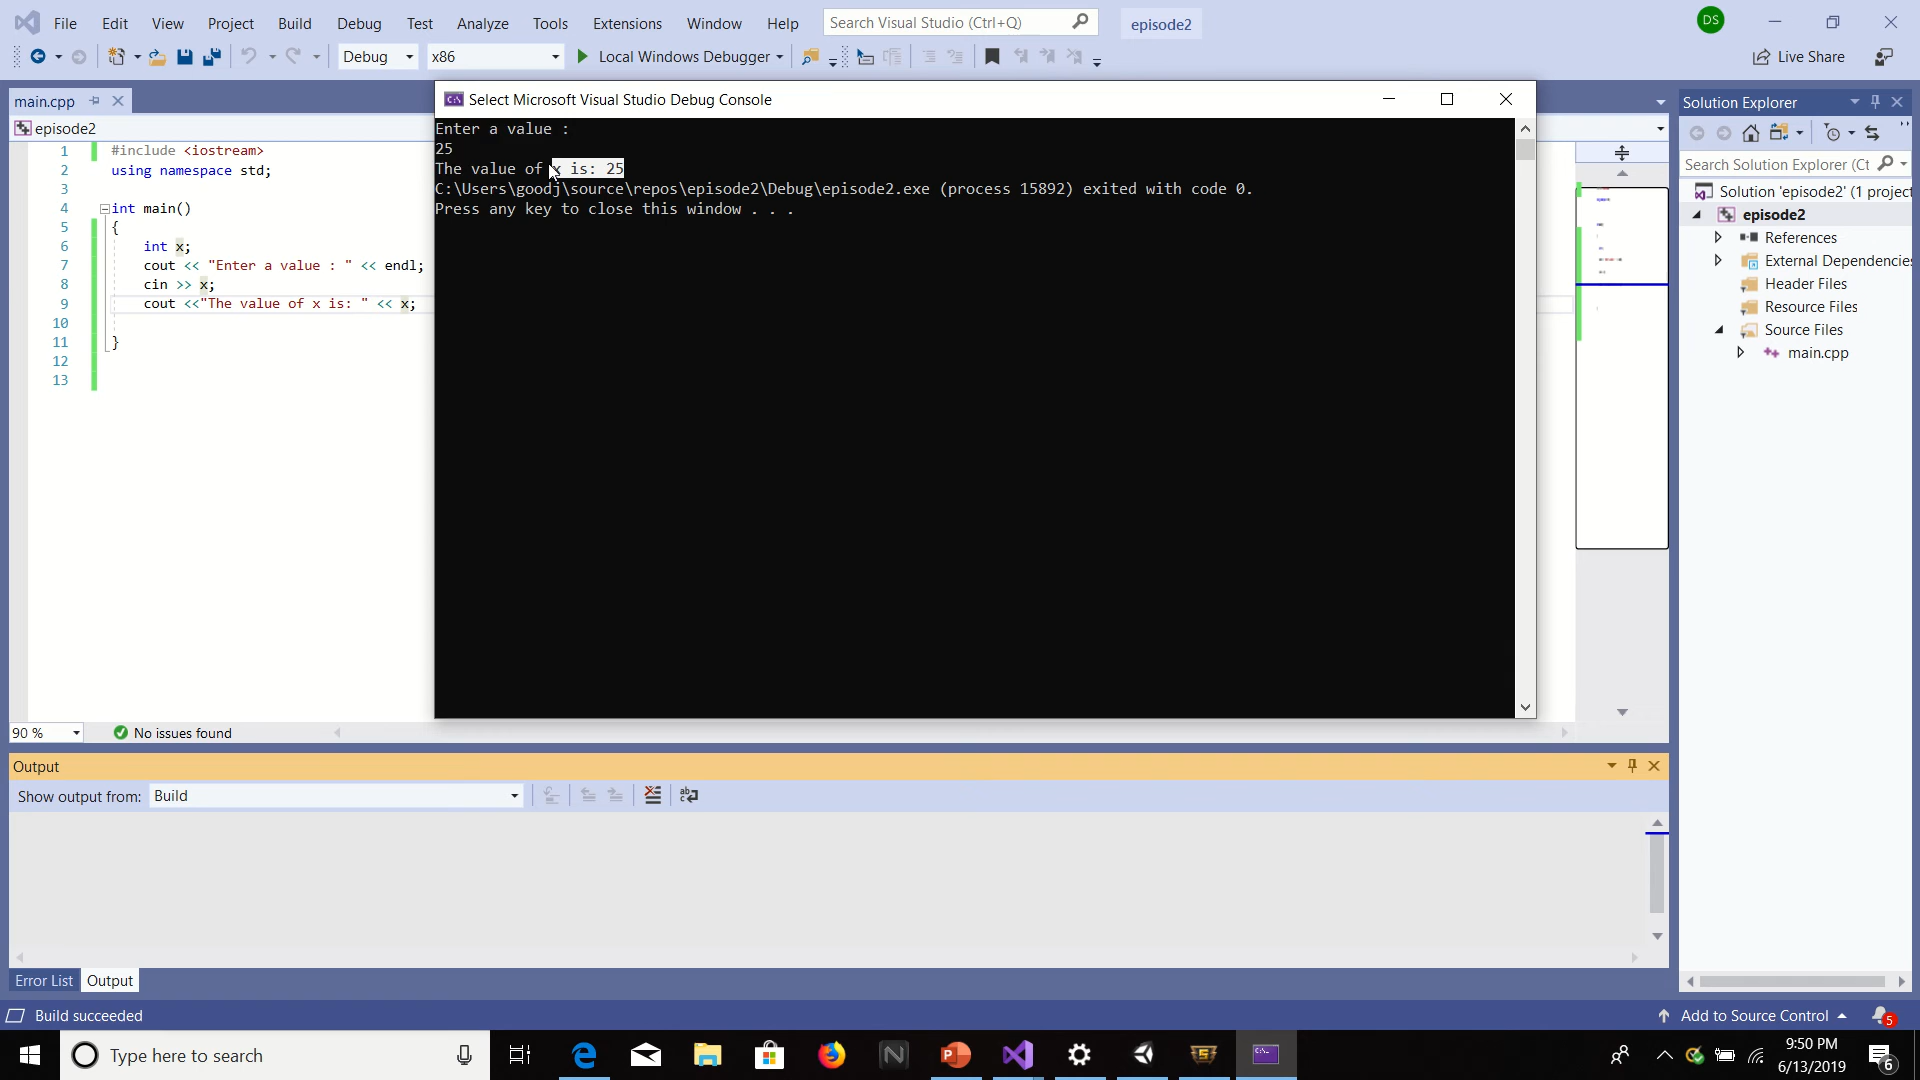 File Edit View Project Build Debug Test Analyze Tools Extensions Window Help Search Visual Studio (Ctrl+Q) episode2 DS
Debug x86 Local Windows Debugger Live Share
main.cpp
episode2
1 #include <iostream>
2 using namespace std;
3
4 int main()
5 {
6 int x;
7 cout << "Enter a value : " << endl;
8 cin >> x;
9 cout <<"The value of x is: " << x;
10
11 }
12
13
Select Microsoft Visual Studio Debug Console
Enter a value :
25
The value of x is: 25
C:\Users\goodj\source\repos\episode2\Debug\episode2.exe (process 15892) exited with code 0.
Press any key to close this window . . .
Solution Explorer
Search Solution Explorer (Ct
Solution 'episode2' (1 project
episode2
References
External Dependencies
Header Files
Resource Files
Source Files
main.cpp
90 % No issues found
Output
Show output from: Build
Error List Output
Build succeeded Add to Source Control 5
Type here to search
9:50 PM
6/13/2019
6